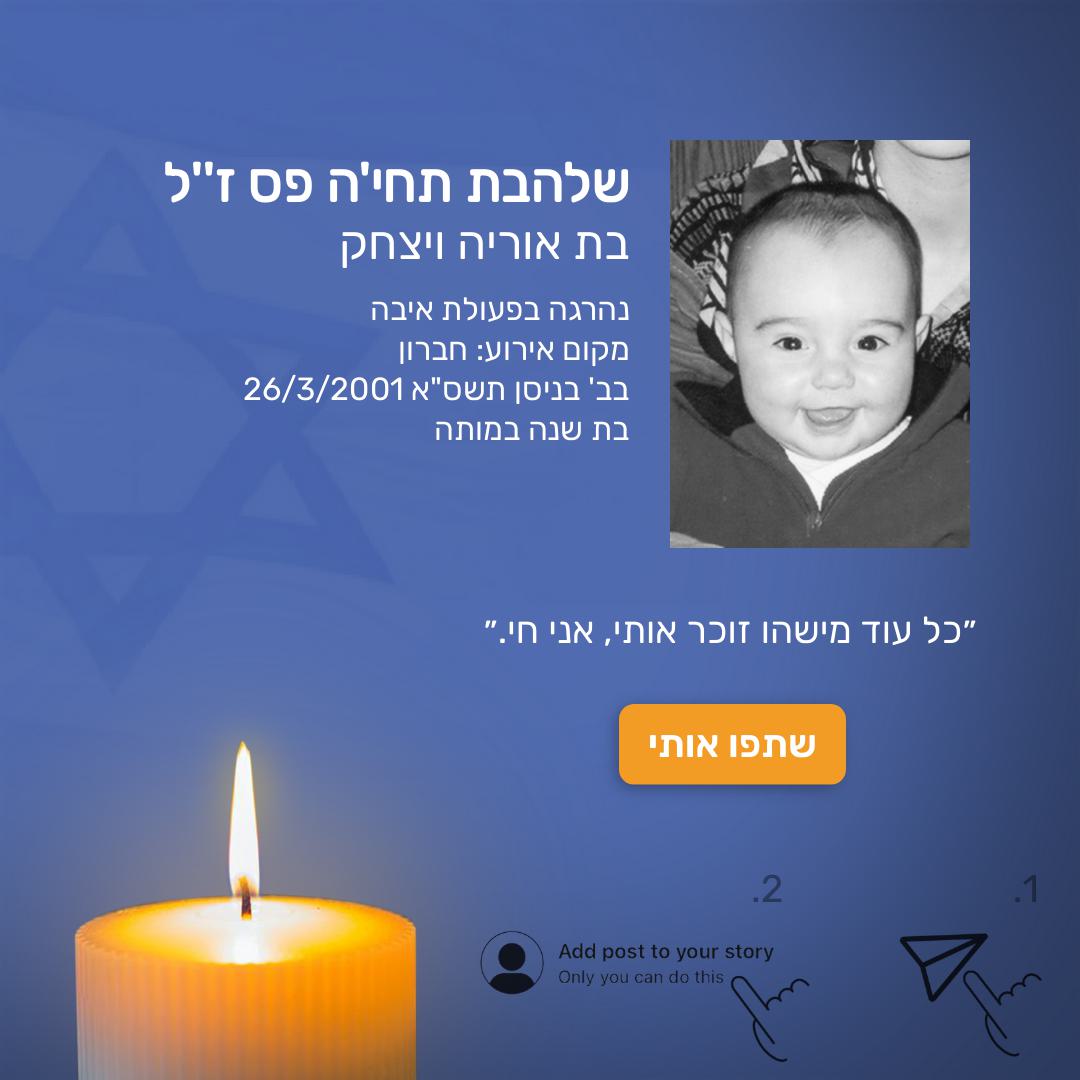 שלהבת תחי'ה פס ז''ל
בת אוריה ויצחק
נהרגה בפעולת איבה
מקום אירוע: חברון
בב' בניסן תשס"א 26/3/2001
בת שנה במותה
״כל עוד מישהו זוכר אותי, אני חי.״
שתפו אותי
1.
2.
Add post to your story
Only you can do this